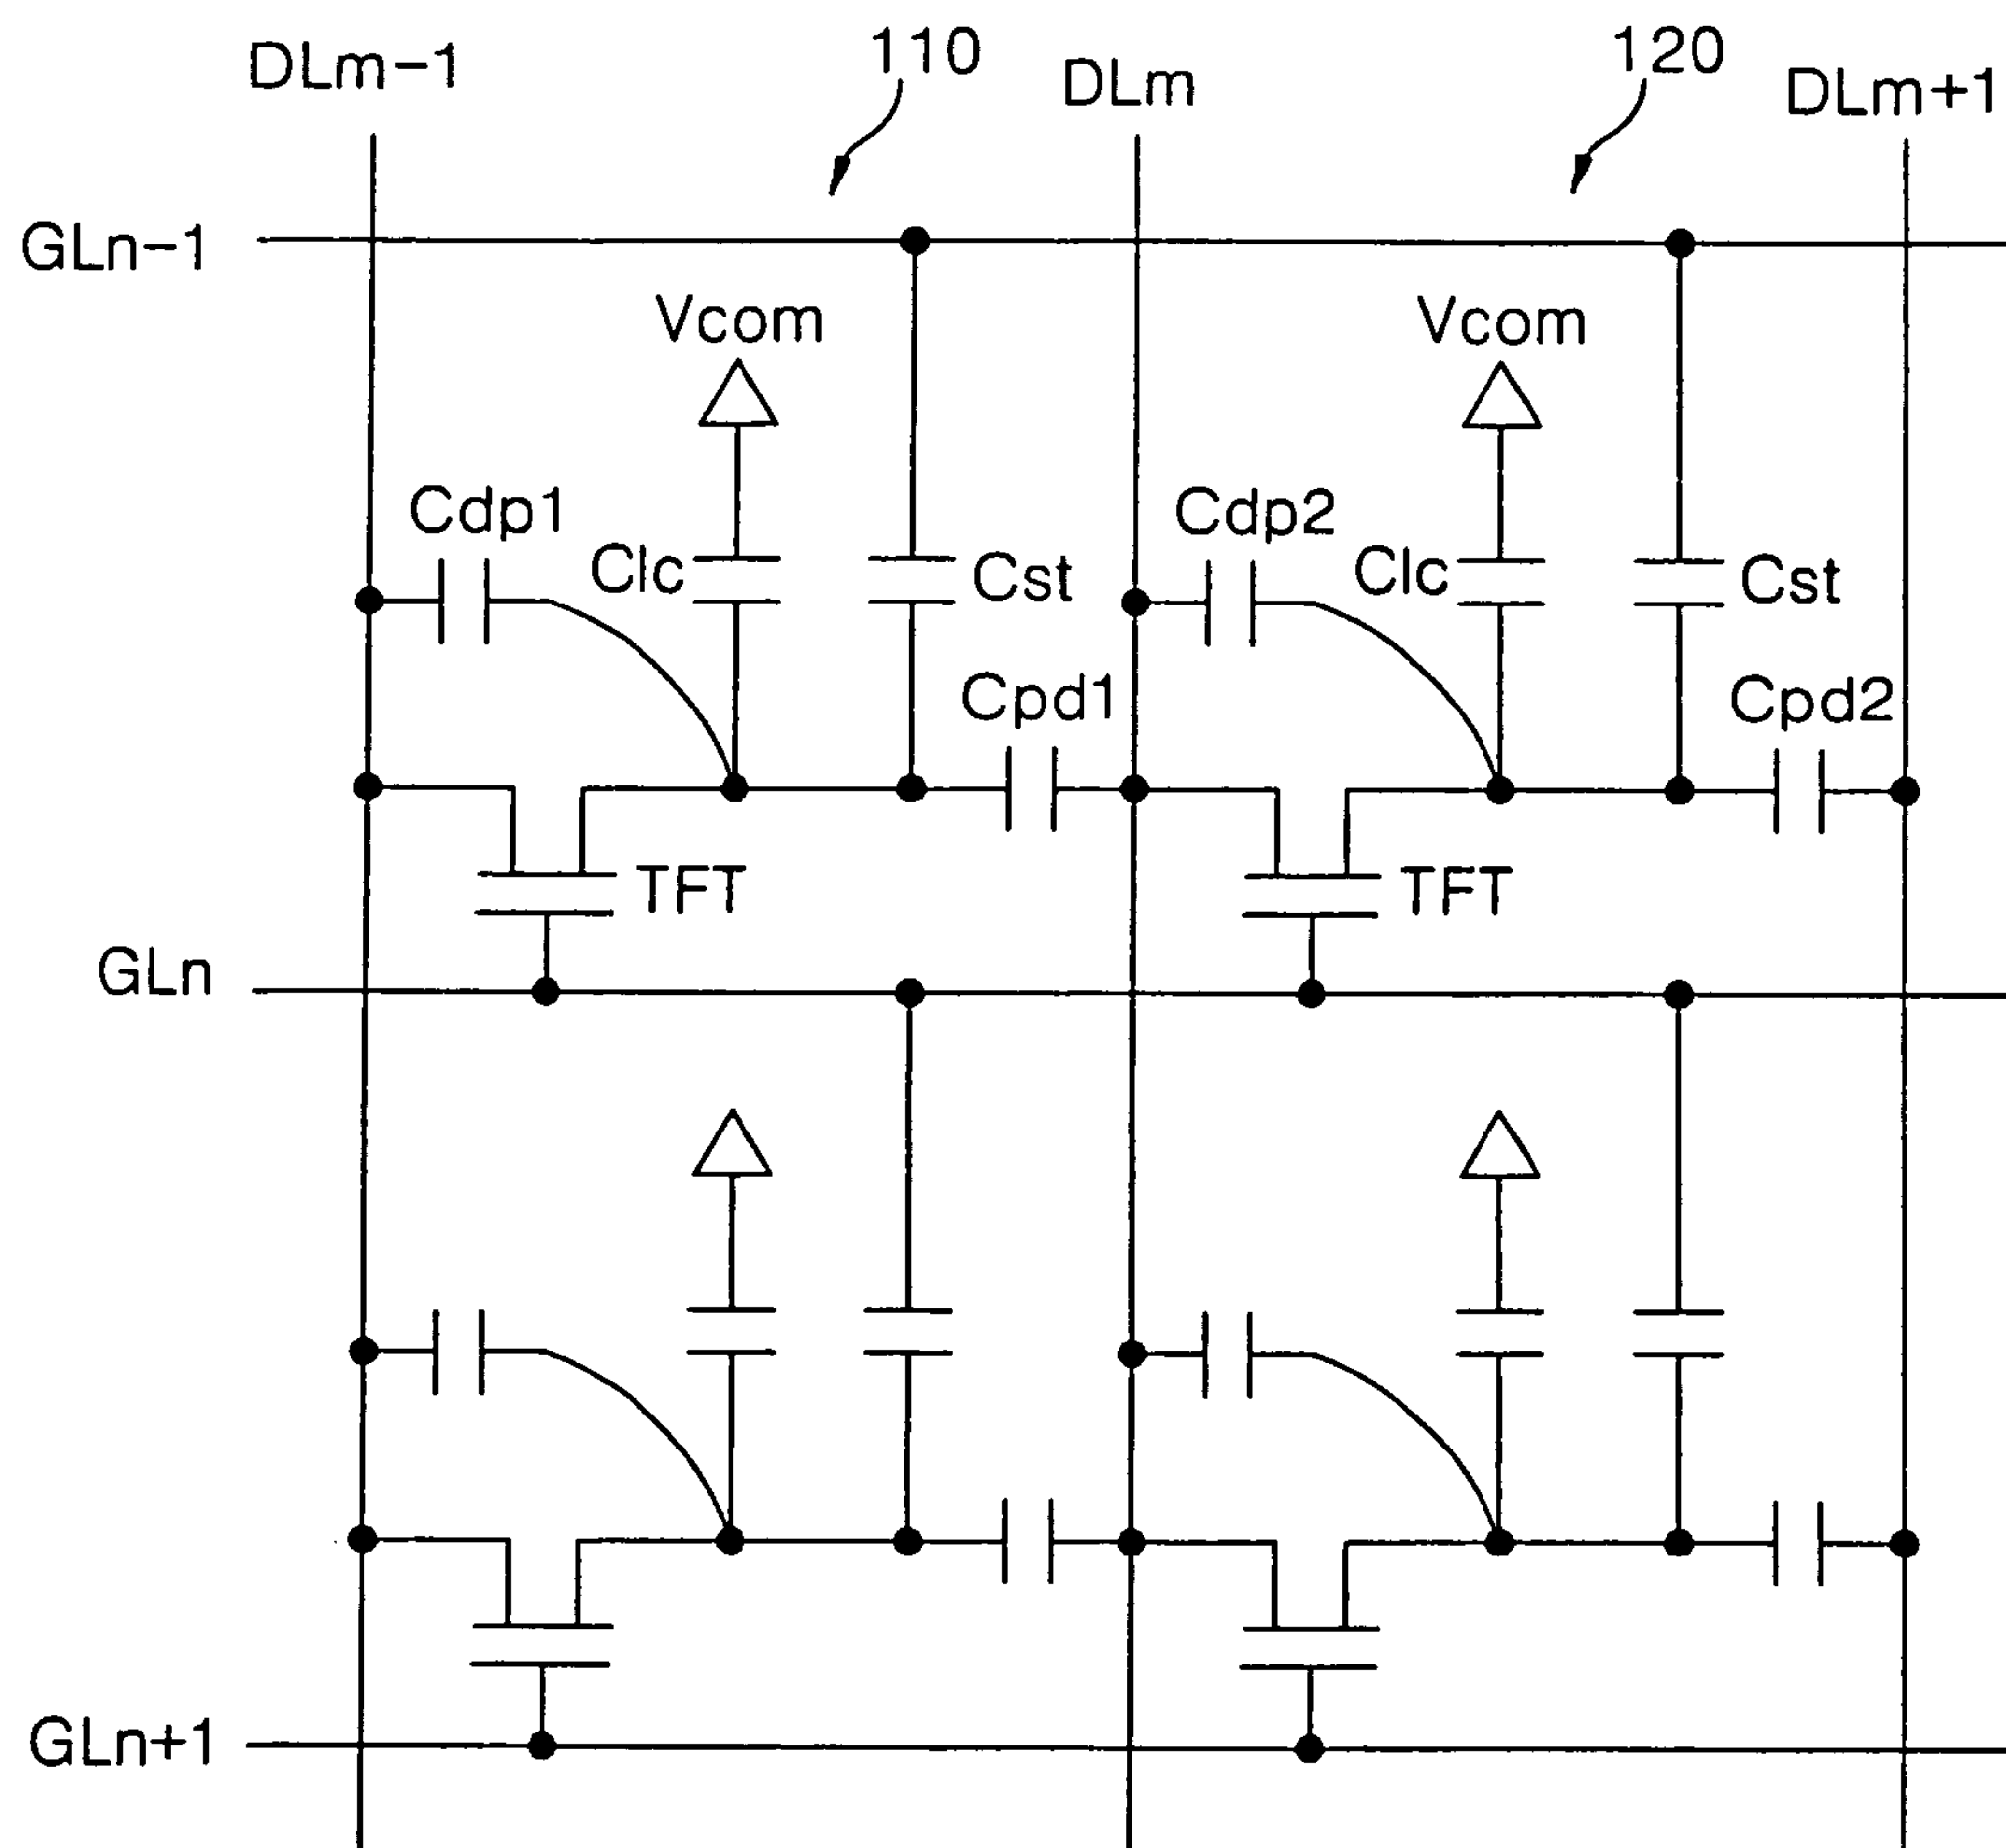 DLm-1
110
DLm
120
DLm+1
GLn-1
Vcom
Vcom
Cdp1
Cdp2
Clc
Cst
Clc
Cst
Cpd1
Cpd2
TFT
TFT
GLn
GLn+1